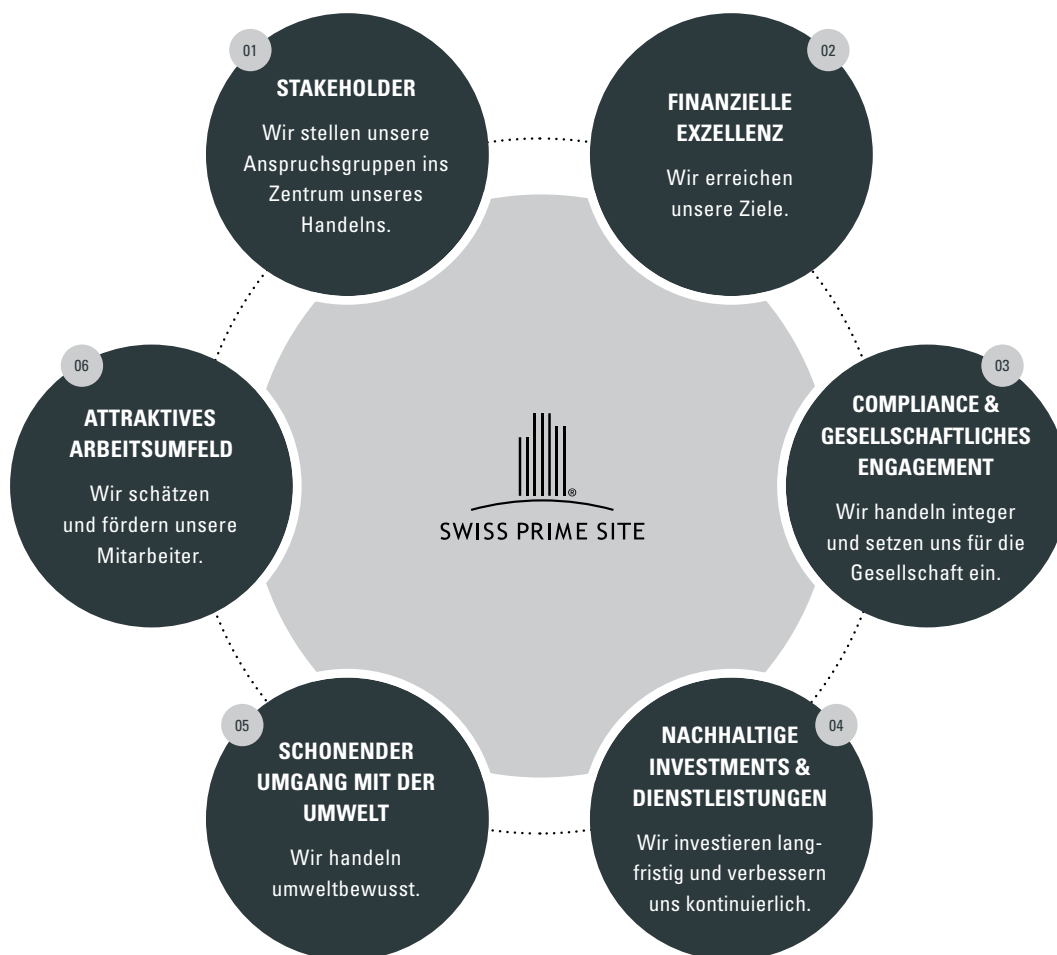 01
STAKEHOLDER
Wir stellen unsere
Anspruchsgruppen ins
Zentrum unseres
Handelns.
02
FINANZIELLE
EXZELLENZ
Wir erreichen
unsere Ziele.
03
COMPLIANCE &
GESELLSCHAFTLICHES
ENGAGEMENT
Wir handeln integer
und setzen uns für die
Gesellschaft ein.
04
NACHHALTIGE
INVESTMENTS &
DIENSTLEISTUNGEN
Wir investieren lang-
fristig und verbessern
uns kontinuierlich.
05
SCHONENDER
UMGANG MIT DER
UMWELT
Wir handeln
umweltbewusst.
06
ATTRAKTIVES
ARBEITSUMFELD
Wir schätzen
und fördern unsere
Mitarbeiter.
®
SWISS PRIME SITE